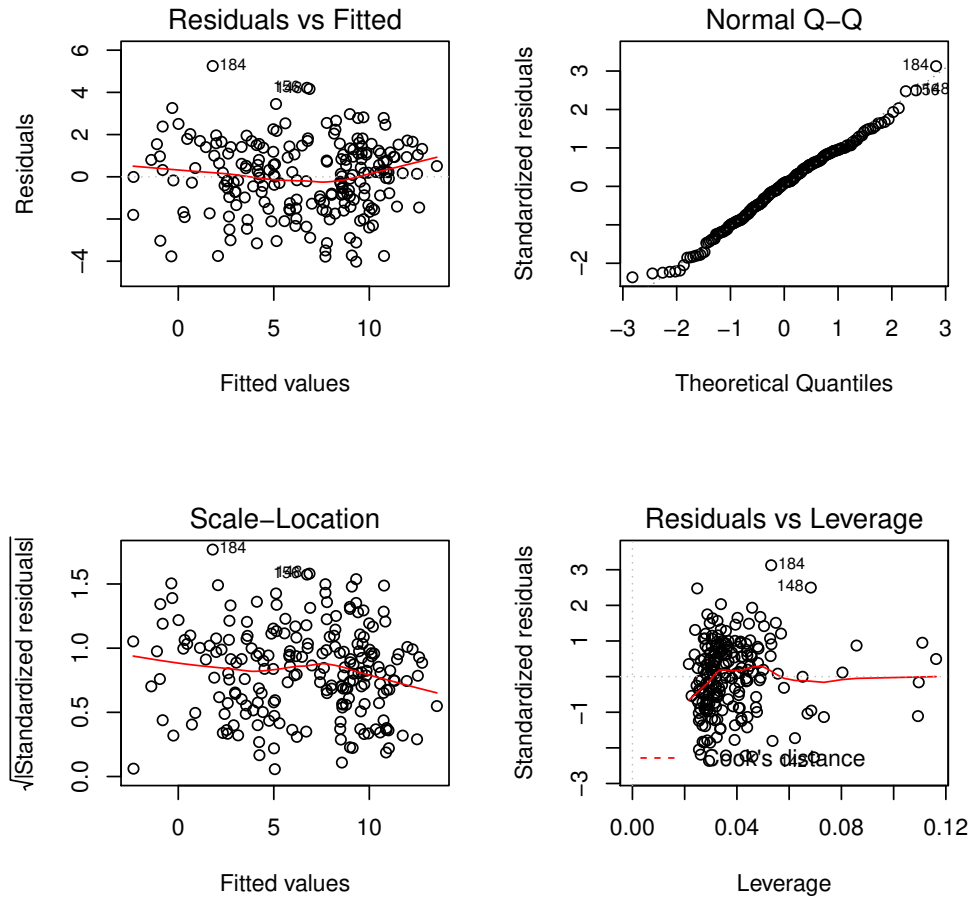 Residuals vs Fitted
Residuals
6
4
2
0
−2
−4
184
0 5 10
Fitted values
Normal Q−Q
Standardized residuals
3
2
1
0
−1
−2
184
148
−3 −2 −1 0 1 2 3
Theoretical Quantiles
Scale−Location
√|Standardized residuals|
1.5
1.0
0.5
0.0
184
0 5 10
Fitted values
Residuals vs Leverage
Standardized residuals
3
2
1
0
−1
−3
184
148
Cook's distance
0.00 0.04 0.08 0.12
Leverage